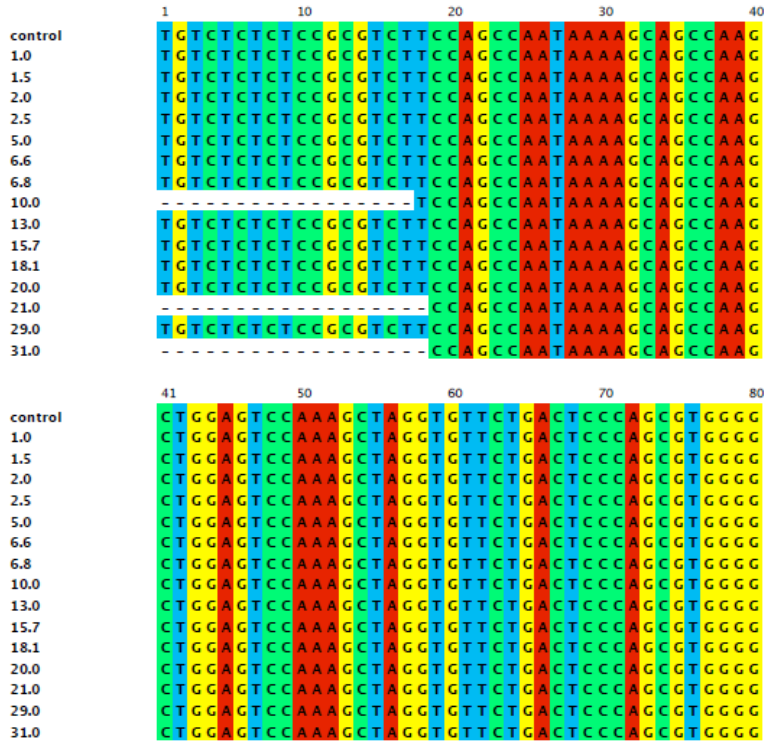 1 10 20 30 40
control TGTCTCTCTCCGCGTCTTCCAGCCAATAAAAGCAGCCAAG
1.0 TGTCTCTCTCCGCGTCTTCCAGCCAATAAAAGCAGCCAAG
1.5 TGTCTCTCTCCGCGTCTTCCAGCCAATAAAAGCAGCCAAG
2.0 TGTCTCTCTCCGCGTCTTCCAGCCAATAAAAGCAGCCAAG
2.5 TGTCTCTCTCCGCGTCTTCCAGCCAATAAAAGCAGCCAAG
5.0 TGTCTCTCTCCGCGTCTTCCAGCCAATAAAAGCAGCCAAG
6.6 TGTCTCTCTCCGCGTCTTCCAGCCAATAAAAGCAGCCAAG
6.8 TGTCTCTCTCCGCGTCTTCCAGCCAATAAAAGCAGCCAAG
10.0 -----------------TCCAGCCAATAAAAGCAGCCAAG
13.0 TGTCTCTCTCCGCGTCTTCCAGCCAATAAAAGCAGCCAAG
15.7 TGTCTCTCTCCGCGTCTTCCAGCCAATAAAAGCAGCCAAG
18.1 TGTCTCTCTCCGCGTCTTCCAGCCAATAAAAGCAGCCAAG
20.0 TGTCTCTCTCCGCGTCTTCCAGCCAATAAAAGCAGCCAAG
21.0 ------------------CCAGCCAATAAAAGCAGCCAAG
29.0 TGTCTCTCTCCGCGTCTTCCAGCCAATAAAAGCAGCCAAG
31.0 ------------------CCAGCCAATAAAAGCAGCCAAG
41 50 60 70 80
control CTGGAGTCCAAAGCTAGGTGTTCTGACTCCCAGCGTGGGG
1.0 CTGGAGTCCAAAGCTAGGTGTTCTGACTCCCAGCGTGGGG
1.5 CTGGAGTCCAAAGCTAGGTGTTCTGACTCCCAGCGTGGGG
2.0 CTGGAGTCCAAAGCTAGGTGTTCTGACTCCCAGCGTGGGG
2.5 CTGGAGTCCAAAGCTAGGTGTTCTGACTCCCAGCGTGGGG
5.0 CTGGAGTCCAAAGCTAGGTGTTCTGACTCCCAGCGTGGGG
6.6 CTGGAGTCCAAAGCTAGGTGTTCTGACTCCCAGCGTGGGG
6.8 CTGGAGTCCAAAGCTAGGTGTTCTGACTCCCAGCGTGGGG
10.0 CTGGAGTCCAAAGCTAGGTGTTCTGACTCCCAGCGTGGGG
13.0 CTGGAGTCCAAAGCTAGGTGTTCTGACTCCCAGCGTGGGG
15.7 CTGGAGTCCAAAGCTAGGTGTTCTGACTCCCAGCGTGGGG
18.1 CTGGAGTCCAAAGCTAGGTGTTCTGACTCCCAGCGTGGGG
20.0 CTGGAGTCCAAAGCTAGGTGTTCTGACTCCCAGCGTGGGG
21.0 CTGGAGTCCAAAGCTAGGTGTTCTGACTCCCAGCGTGGGG
29.0 CTGGAGTCCAAAGCTAGGTGTTCTGACTCCCAGCGTGGGG
31.0 CTGGAGTCCAAAGCTAGGTGTTCTGACTCCCAGCGTGGGG